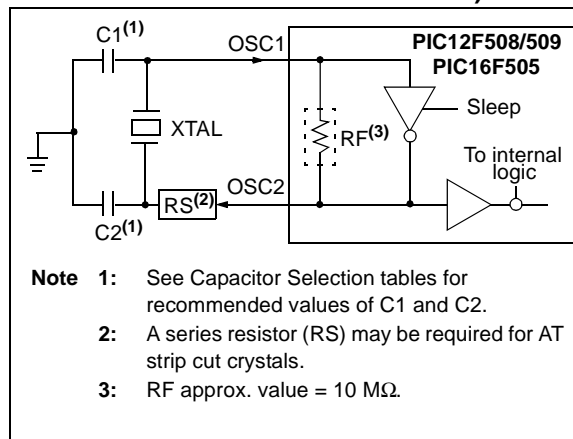 C1(1)
OSC1
PIC12F508/509
PIC16F505
Sleep
XTAL
RF(3)
To internal
logic
OSC2
RS(2)
C2(1)
Note 1: See Capacitor Selection tables for
recommended values of C1 and C2.
2: A series resistor (RS) may be required for AT
strip cut crystals.
3: RF approx. value = 10 MΩ.